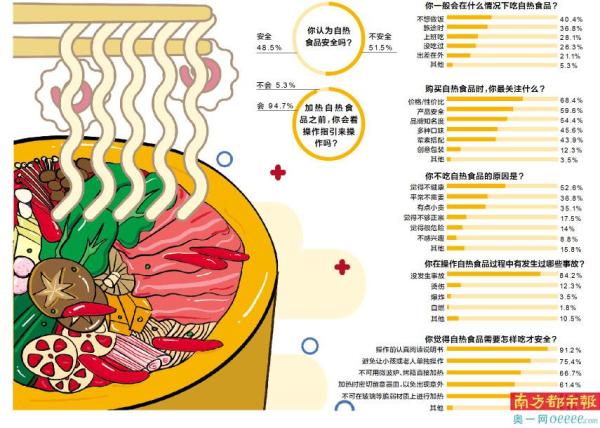 你认为自热
食品安全吗?
安全
48.5%
不安全
51.5%
不会 5.3%
会 94.7%
加热自热食
品之前,你会看
操作指引来操
作吗?
你一般会在什么情况下吃自热食品?
不想做饭 40.4%
旅途时 36.8%
上班吃 28.1%
没吃过 26.3%
出差在外 21.1%
其他 5.3%
购买自热食品时,你最关注什么?
价格/性价比 68.4%
产品安全 59.6%
品牌知名度 54.4%
多种口味 45.6%
荤素搭配 43.9%
创意包装 12.3%
其他 3.5%
你不吃自热食品的原因是?
觉得不健康 52.6%
平常不需要 36.8%
有点小贵 35.1%
觉得不够正宗 17.5%
觉得很危险 14%
不感兴趣 8.8%
其他 15.8%
你在操作自热食品过程中有发生过哪些事故?
没发生事故 84.2%
烫伤 12.3%
爆炸 3.5%
自燃 1.8%
其他 10.5%
你觉得自热食品需要怎样吃才安全?
操作前认真阅读说明书 91.2%
避免让小孩或老人单独操作 75.4%
不可用微波炉、烤箱直接加热 66.7%
加热时密切留意容器,以免出现意外 61.4%
不可在玻璃等脆弱材质上进行加热
其他
南方都市报
奥一网oeeee.com